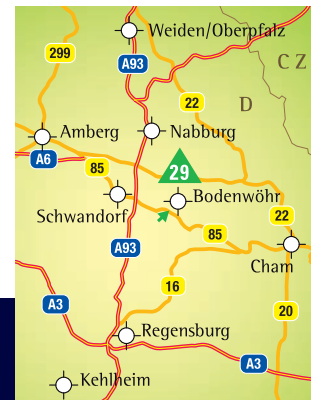 Weiden/Oberpfalz
299
A93
C Z
22
D
Amberg
Nabburg
A6
85
29
Bodenwöhr
Schwandorf
22
85
A93
Cham
16
A3
20
Regensburg
A3
Kehlheim